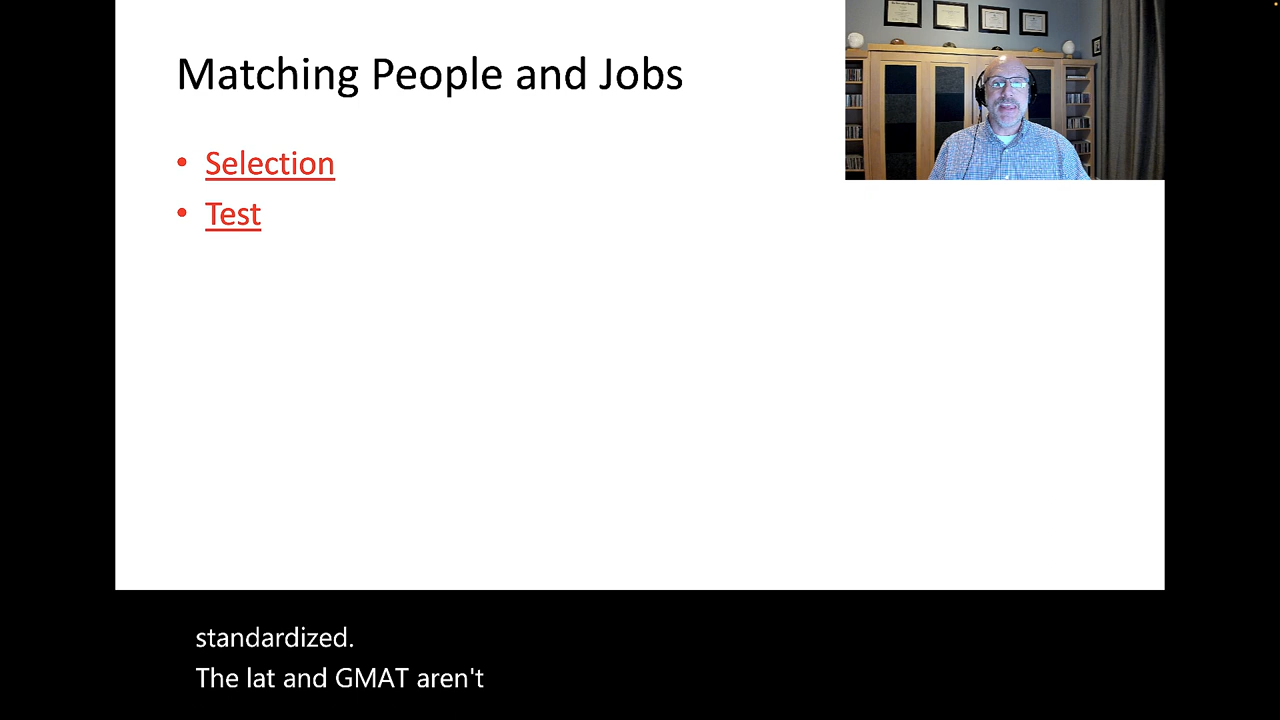 Matching People and Jobs
• Selection
• Test
standardized.
The lat and GMAT aren't